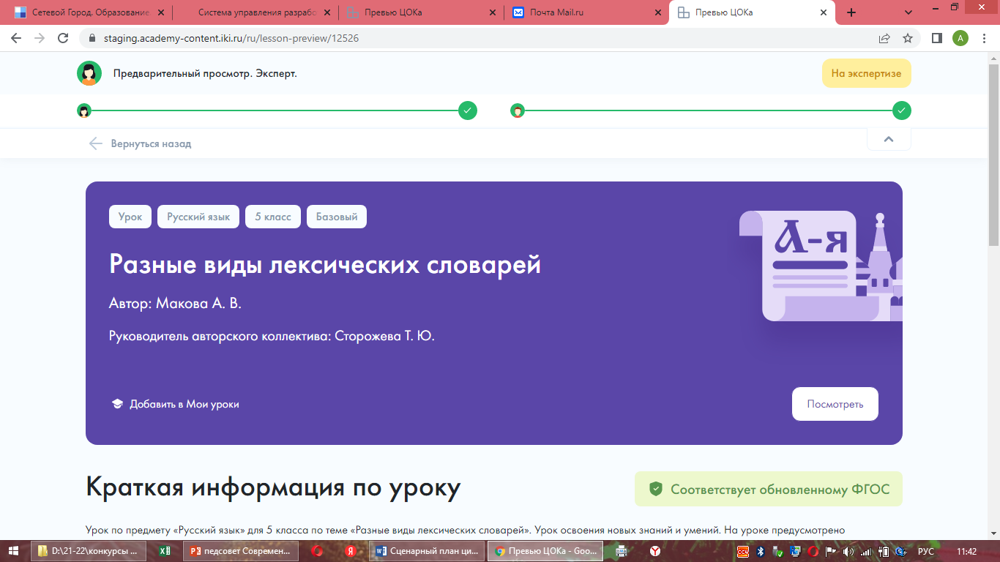 Сетевой Город. Образование
Система управления разрабо
Превью ЦОКа
Почта Mail.ru
Превью ЦОКа
staging.academy-content.iki.ru/ru/lesson-preview/12526
A
Предварительный просмотр. Эксперт.
На экспертизе
Вернуться назад
Урок
Русский язык
5 класс
Базовый
А-я
Разные виды лексических словарей
Автор: Макова А. В.
Руководитель авторского коллектива: Сторожева Т. Ю.
Добавить в Мои уроки
Посмотреть
Краткая информация по уроку
Соответствует обновленному ФГОС
Урок по предмету «Русский язык» для 5 класса по теме «Разные виды лексических словарей». Урок освоения новых знаний и умений. На уроке предусмотрено
D:\21-22\конкурсы ...
педсовет Современ...
Сценарный план ци...
Превью ЦОКа - Goo...
РУС
11:42